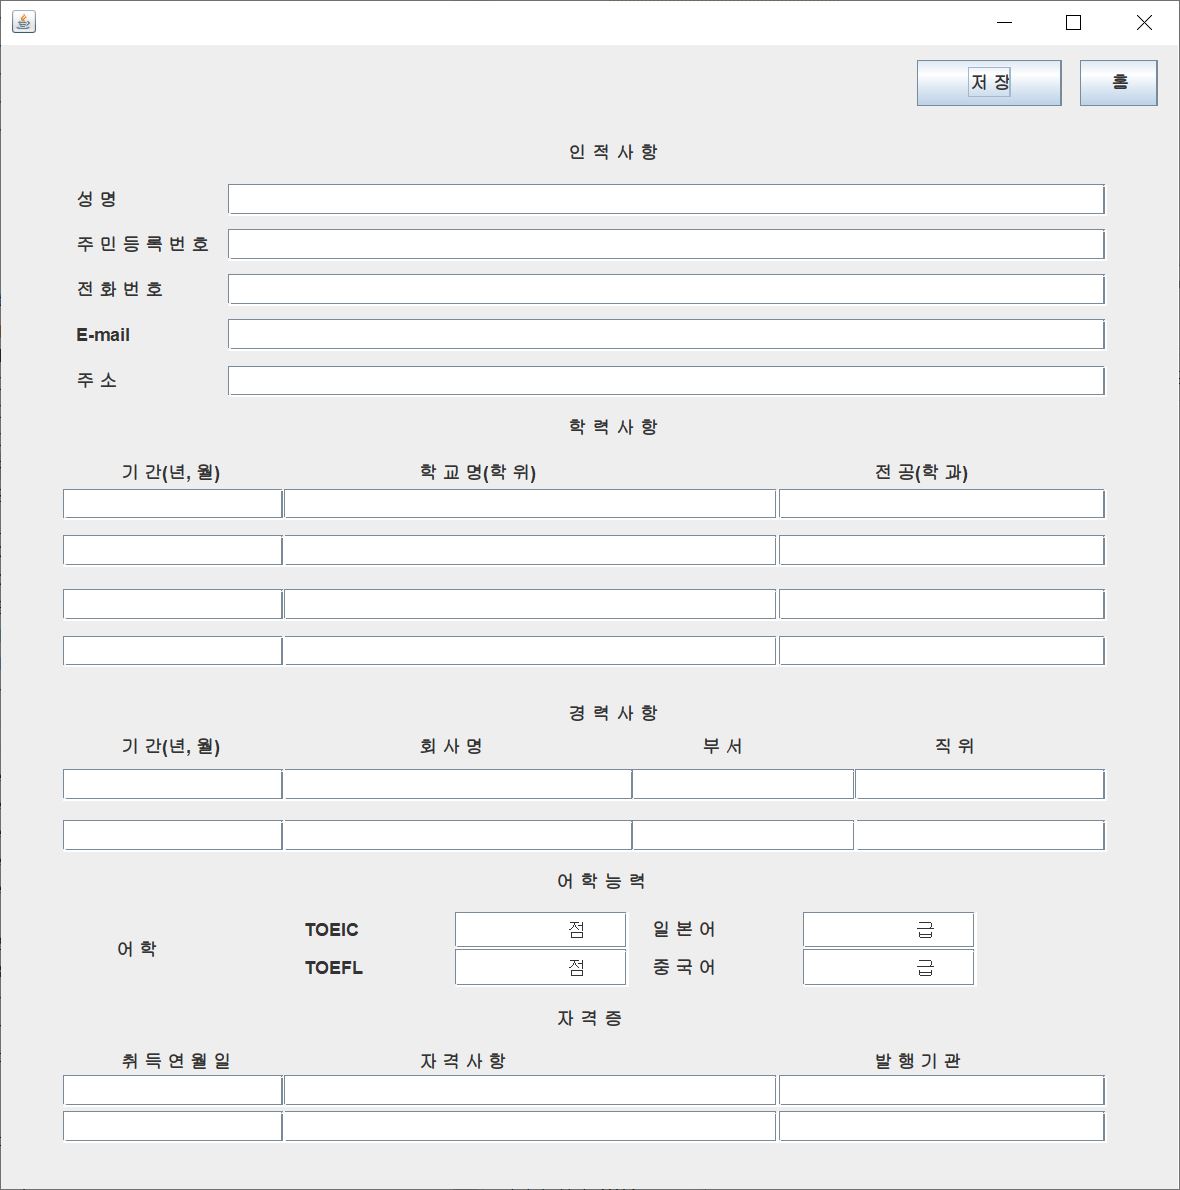 저 장 홈
인 적 사 항
성 명
주 민 등 록 번 호
전 화 번 호
E-mail
주 소
학 력 사 항
기 간(년, 월) 학 교 명(학 위) 전 공(학 과)
경 력 사 항
기 간(년, 월) 회 사 명 부 서 직 위
어 학 능 력
어 학
TOEIC 점 일 본 어 급
TOEFL 점 중 국 어 급
자 격 증
취 득 연 월 일 자 격 사 항 발 행 기 관